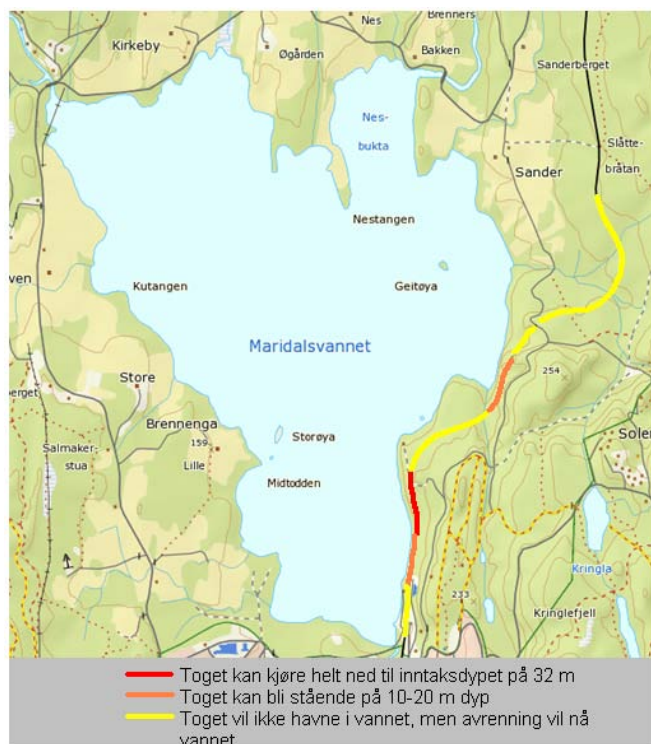 Kirkeby
Øgården
Nes
Brenners
Bakken
Sanderberget
Nes-
bukta
Slåtte-
bråtan
Sander
Nestangen
ven
Kutangen
Geitøya
Maridalsvannet
Store
254
berget
Brennenga
Storøya
159
Lille
Soler
Salmaker-
stua
Midtodden
Kringla
233
Kringlefjell
Toget kan kjøre helt ned til inntaksdypet på 32 m
Toget kan bli stående på 10-20 m dyp
Toget vil ikke havne i vannet, men avrenning vil nå
vannet